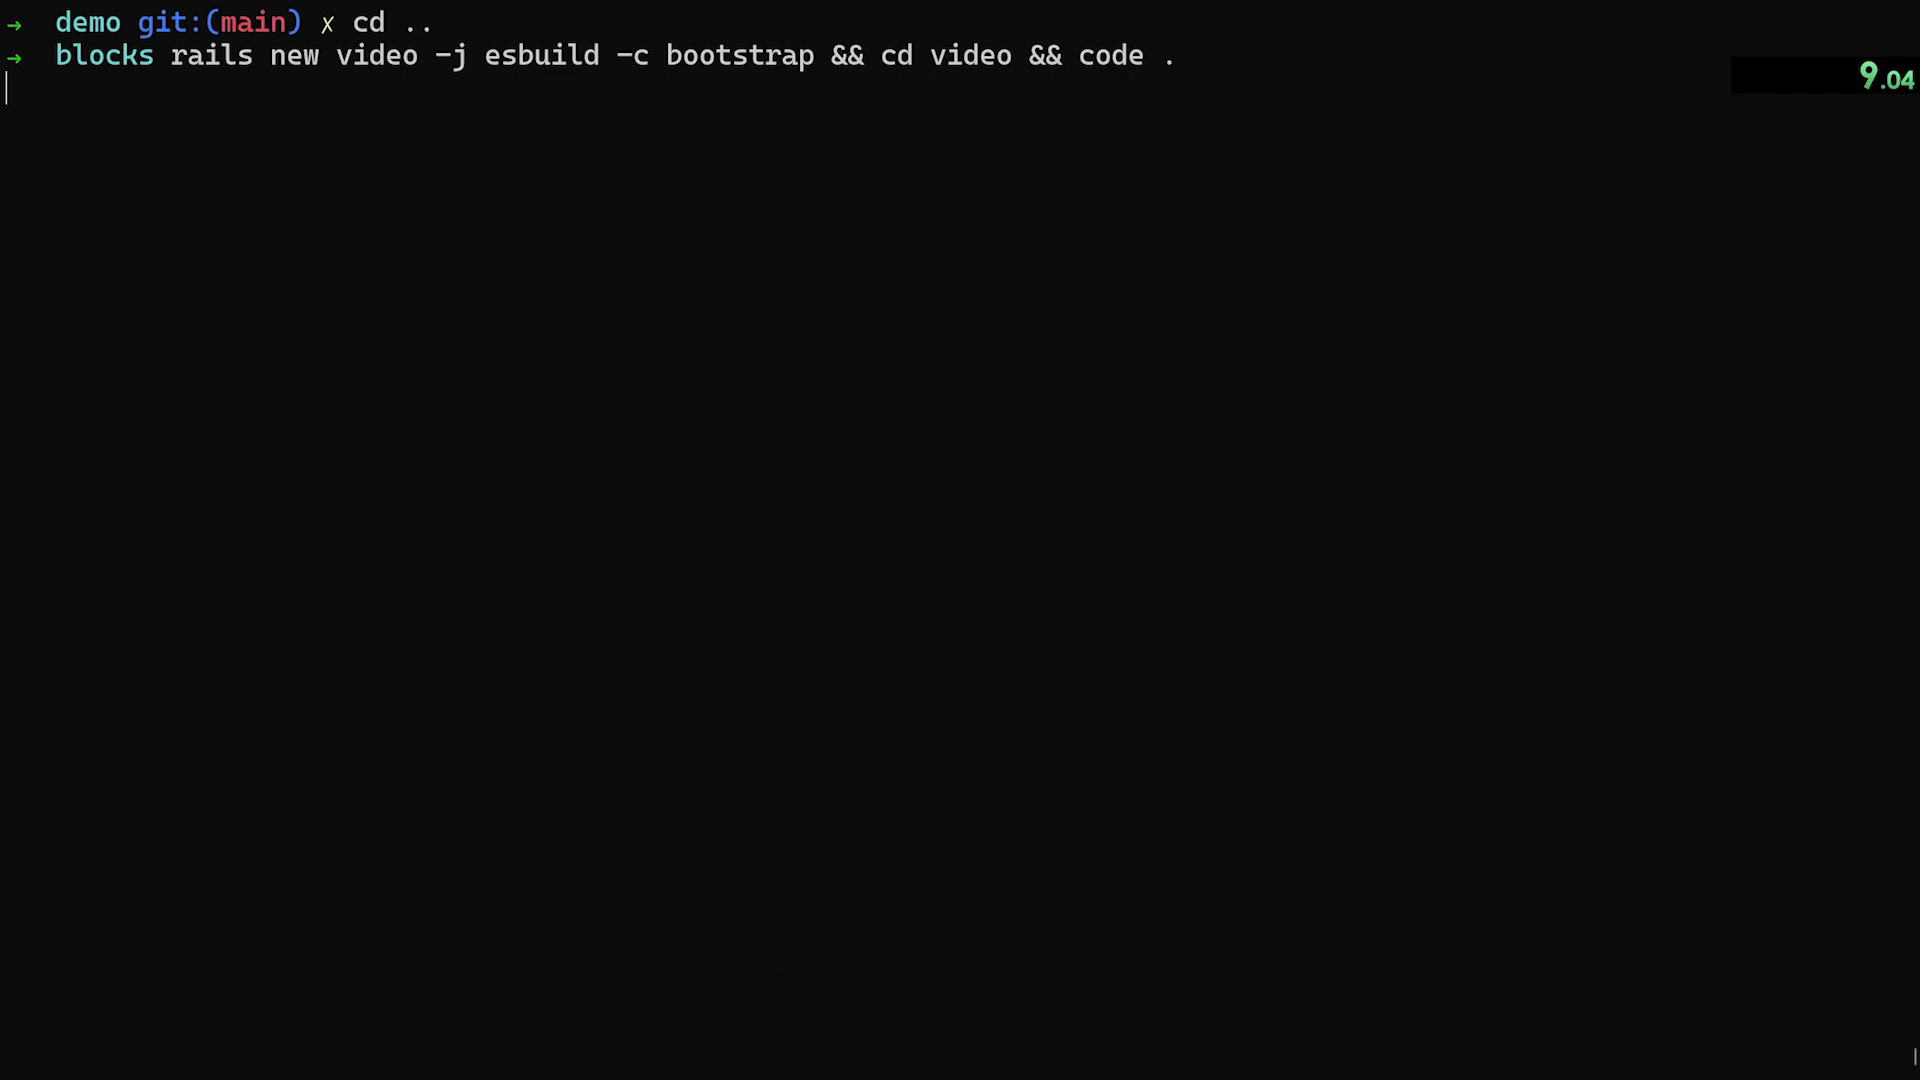 ➜ demo git:(main) ✗ cd ..
➜ blocks rails new video -j esbuild -c bootstrap && cd video && code .
9.04